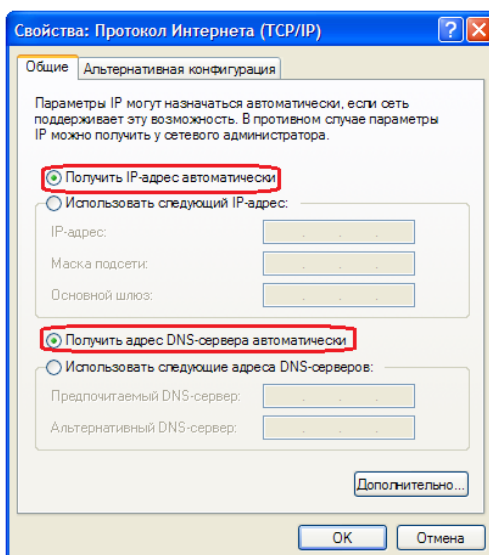 Свойства: Протокол Интернета (TCP/IP)
Общие
Альтернативная конфигурация
Параметры IP могут назначаться автоматически, если сеть
поддерживает эту возможность. В противном случае параметры
IP можно получить у сетевого администратора.
Получить IP-адрес автоматически
Использовать следующий IP-адрес:
IP-адрес:
Маска подсети:
Основной шлюз:
Получить адрес DNS-сервера автоматически
Использовать следующие адреса DNS-серверов:
Предпочитаемый DNS-сервер:
Альтернативный DNS-сервер:
Дополнительно...
OK
Отмена